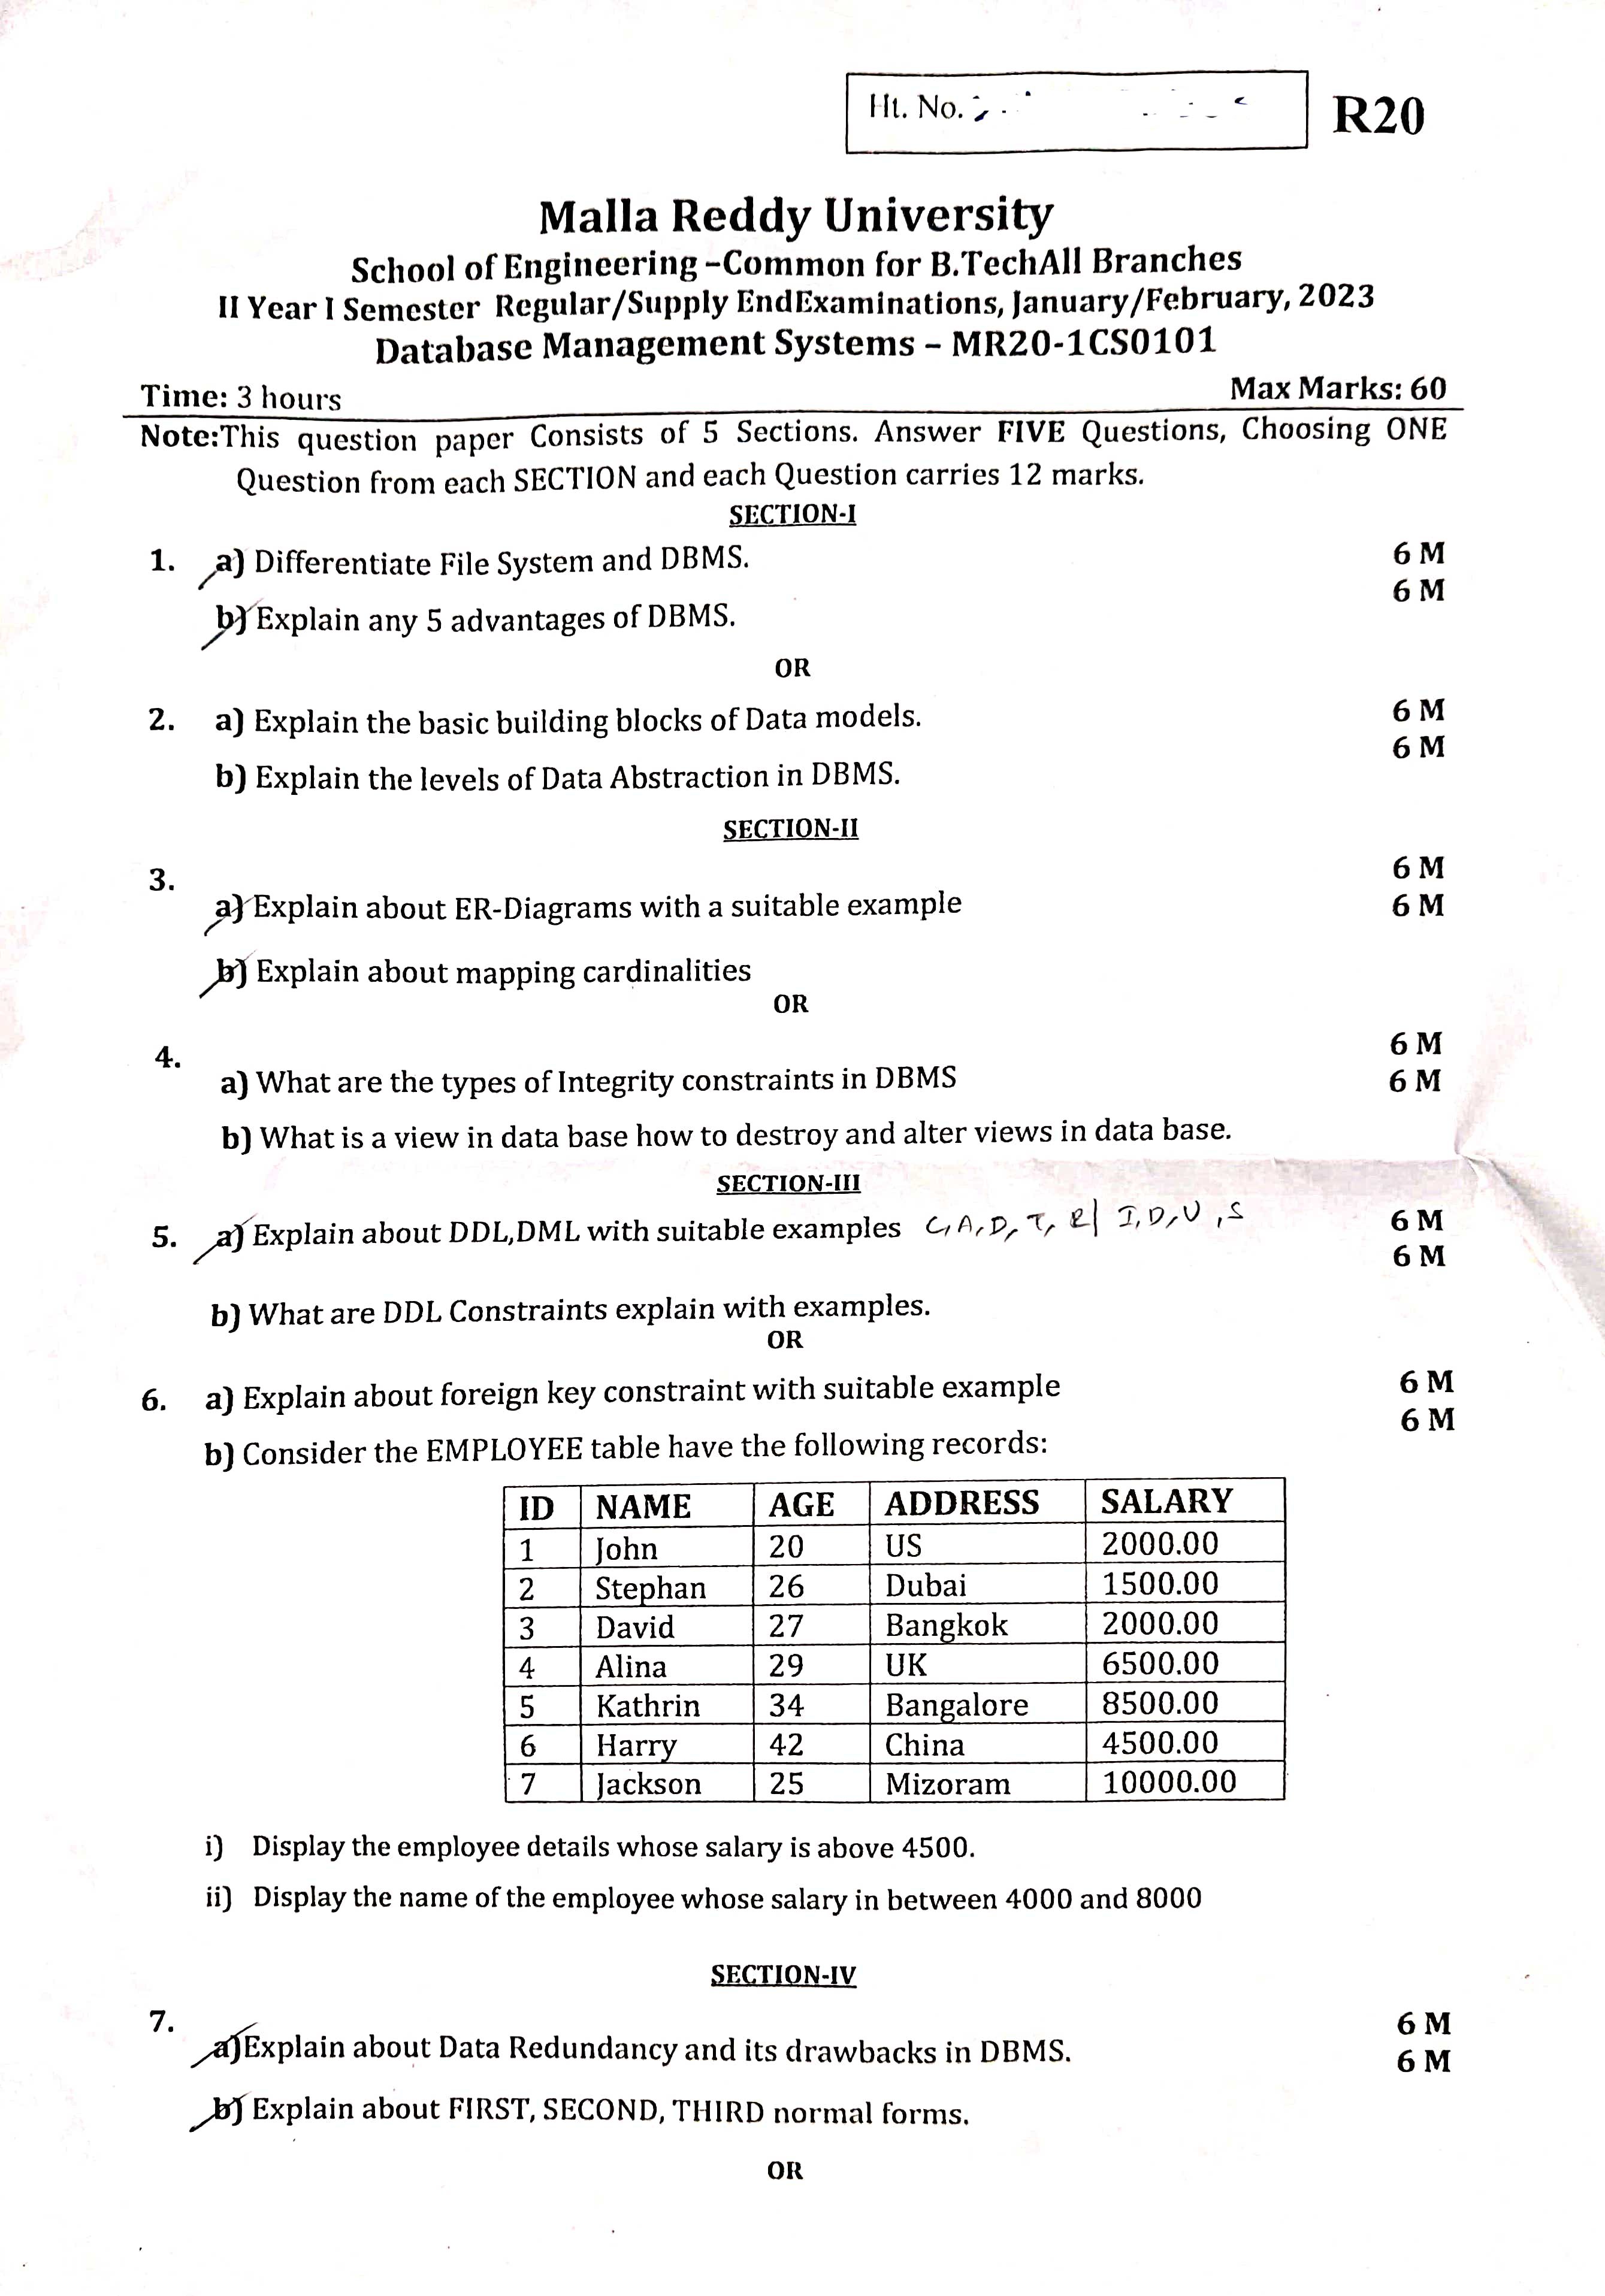 Ht. No.
R20
Malla Reddy University
School of Engineering –Common for B.TechAll Branches
II Year I Semester Regular/Supply EndExaminations, January/February, 2023
Database Management Systems – MR20-1CS0101
Time: 3 hours Max Marks: 60
Note:This question paper Consists of 5 Sections. Answer FIVE Questions, Choosing ONE
Question from each SECTION and each Question carries 12 marks.
SECTION-I
1. a) Differentiate File System and DBMS. 6 M
6 M
b) Explain any 5 advantages of DBMS.
OR
2. a) Explain the basic building blocks of Data models. 6 M
6 M
b) Explain the levels of Data Abstraction in DBMS.
SECTION-II
3. 6 M
a) Explain about ER-Diagrams with a suitable example 6 M
b) Explain about mapping cardinalities
OR
4. 6 M
a) What are the types of Integrity constraints in DBMS 6 M
b) What is a view in data base how to destroy and alter views in data base.
SECTION-III
5. a) Explain about DDL,DML with suitable examples C, A, D, T, R| I, D, U, S 6 M
6 M
b) What are DDL Constraints explain with examples.
OR
6. a) Explain about foreign key constraint with suitable example 6 M
6 M
b) Consider the EMPLOYEE table have the following records:
ID NAME AGE ADDRESS SALARY
1 John 20 US 2000.00
2 Stephan 26 Dubai 1500.00
3 David 27 Bangkok 2000.00
4 Alina 29 UK 6500.00
5 Kathrin 34 Bangalore 8500.00
6 Harry 42 China 4500.00
7 Jackson 25 Mizoram 10000.00
i) Display the employee details whose salary is above 4500.
ii) Display the name of the employee whose salary in between 4000 and 8000
SECTION-IV
7. 6 M
a)Explain about Data Redundancy and its drawbacks in DBMS. 6 M
b) Explain about FIRST, SECOND, THIRD normal forms.
OR